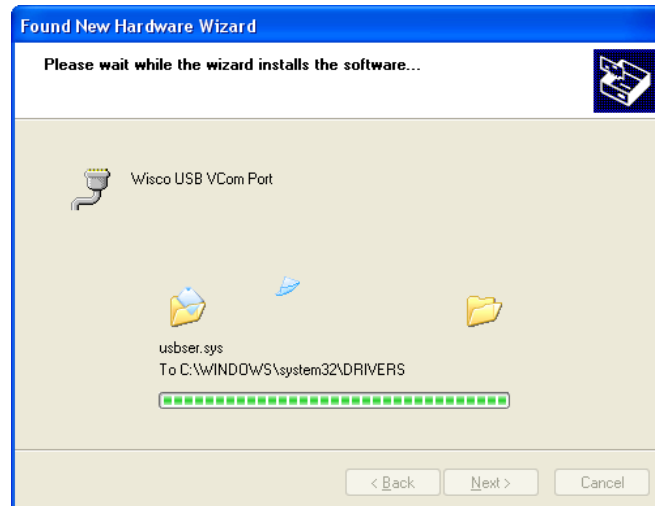 Found New Hardware Wizard
Please wait while the wizard installs the software...
Wisco USB VCom Port
usbser.sys
To C:\WINDOWS\system32\DRIVERS
< Back
Next >
Cancel